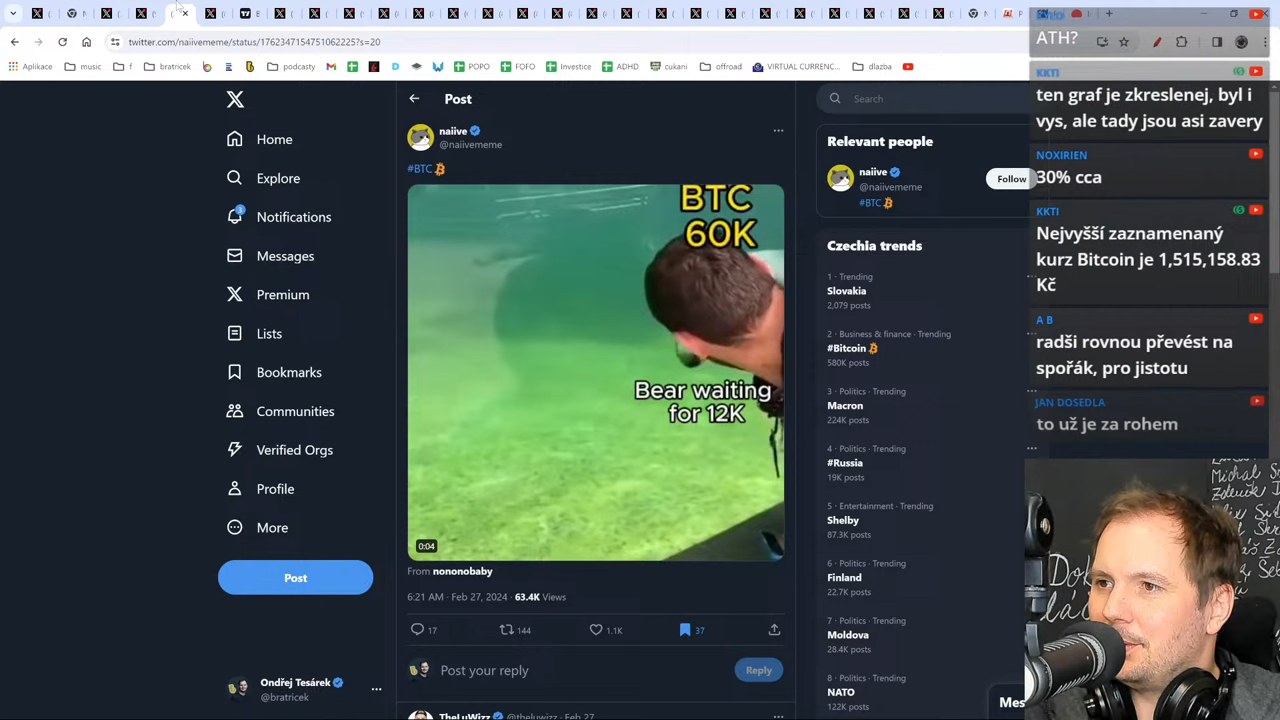 twitter.com/naiivememe/status/1762347154751062225?s=20
Aplikace
music
f
bratricek
podcasty
POPO
FOFO
Investice
ADHD
cukani
offroad
VIRTUAL CURRENC...
dlazba
Home
Explore
3
Notifications
Messages
Premium
Lists
Bookmarks
Communities
Verified Orgs
Profile
More
Post
Ondřej Tesárek
@bratricek
Post
naiive
@naiivememe
#BTC
BTC
60K
Bear waiting
for 12K
0:04
From nononobaby
6:21 AM · Feb 27, 2024 · 63.4K Views
17
144
1.1K
37
Post your reply
Reply
TheLuWizz @theluwizz · Feb 27
Search
Relevant people
naiive
@naiivememe
Follow
#BTC
Czechia trends
1 · Trending
Slovakia
2,079 posts
2 · Business & finance · Trending
#Bitcoin
580K posts
3 · Politics · Trending
Macron
224K posts
4 · Politics · Trending
#Russia
19K posts
5 · Entertainment · Trending
Shelby
87.3K posts
6 · Politics · Trending
Finland
22.7K posts
7 · Politics · Trending
Moldova
28.4K posts
8 · Politics · Trending
NATO
122K posts
Mes
ATH?
KKTI
ten graf je zkreslenej, byl i
vys, ale tady jsou asi zavery
NOXIRIEN
30% cca
KKTI
Nejvyšší zaznamenaný
kurz Bitcoin je 1,515,158.83
Kč
A B
radši rovnou převést na
spořák, pro jistotu
JAN DOSEDLA
to už je za rohem
Michal
Zdeněk